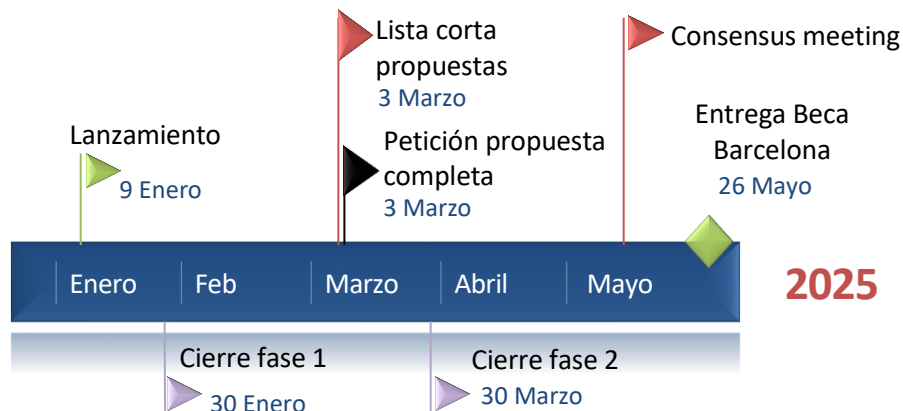 Lista corta
propuestas
3 Marzo
Consensus meeting
Lanzamiento
9 Enero
Petición propuesta
completa
3 Marzo
Entrega Beca
Barcelona
26 Mayo
Enero
Feb
Marzo
Abril
Mayo
2025
Cierre fase 1
30 Enero
Cierre fase 2
30 Marzo